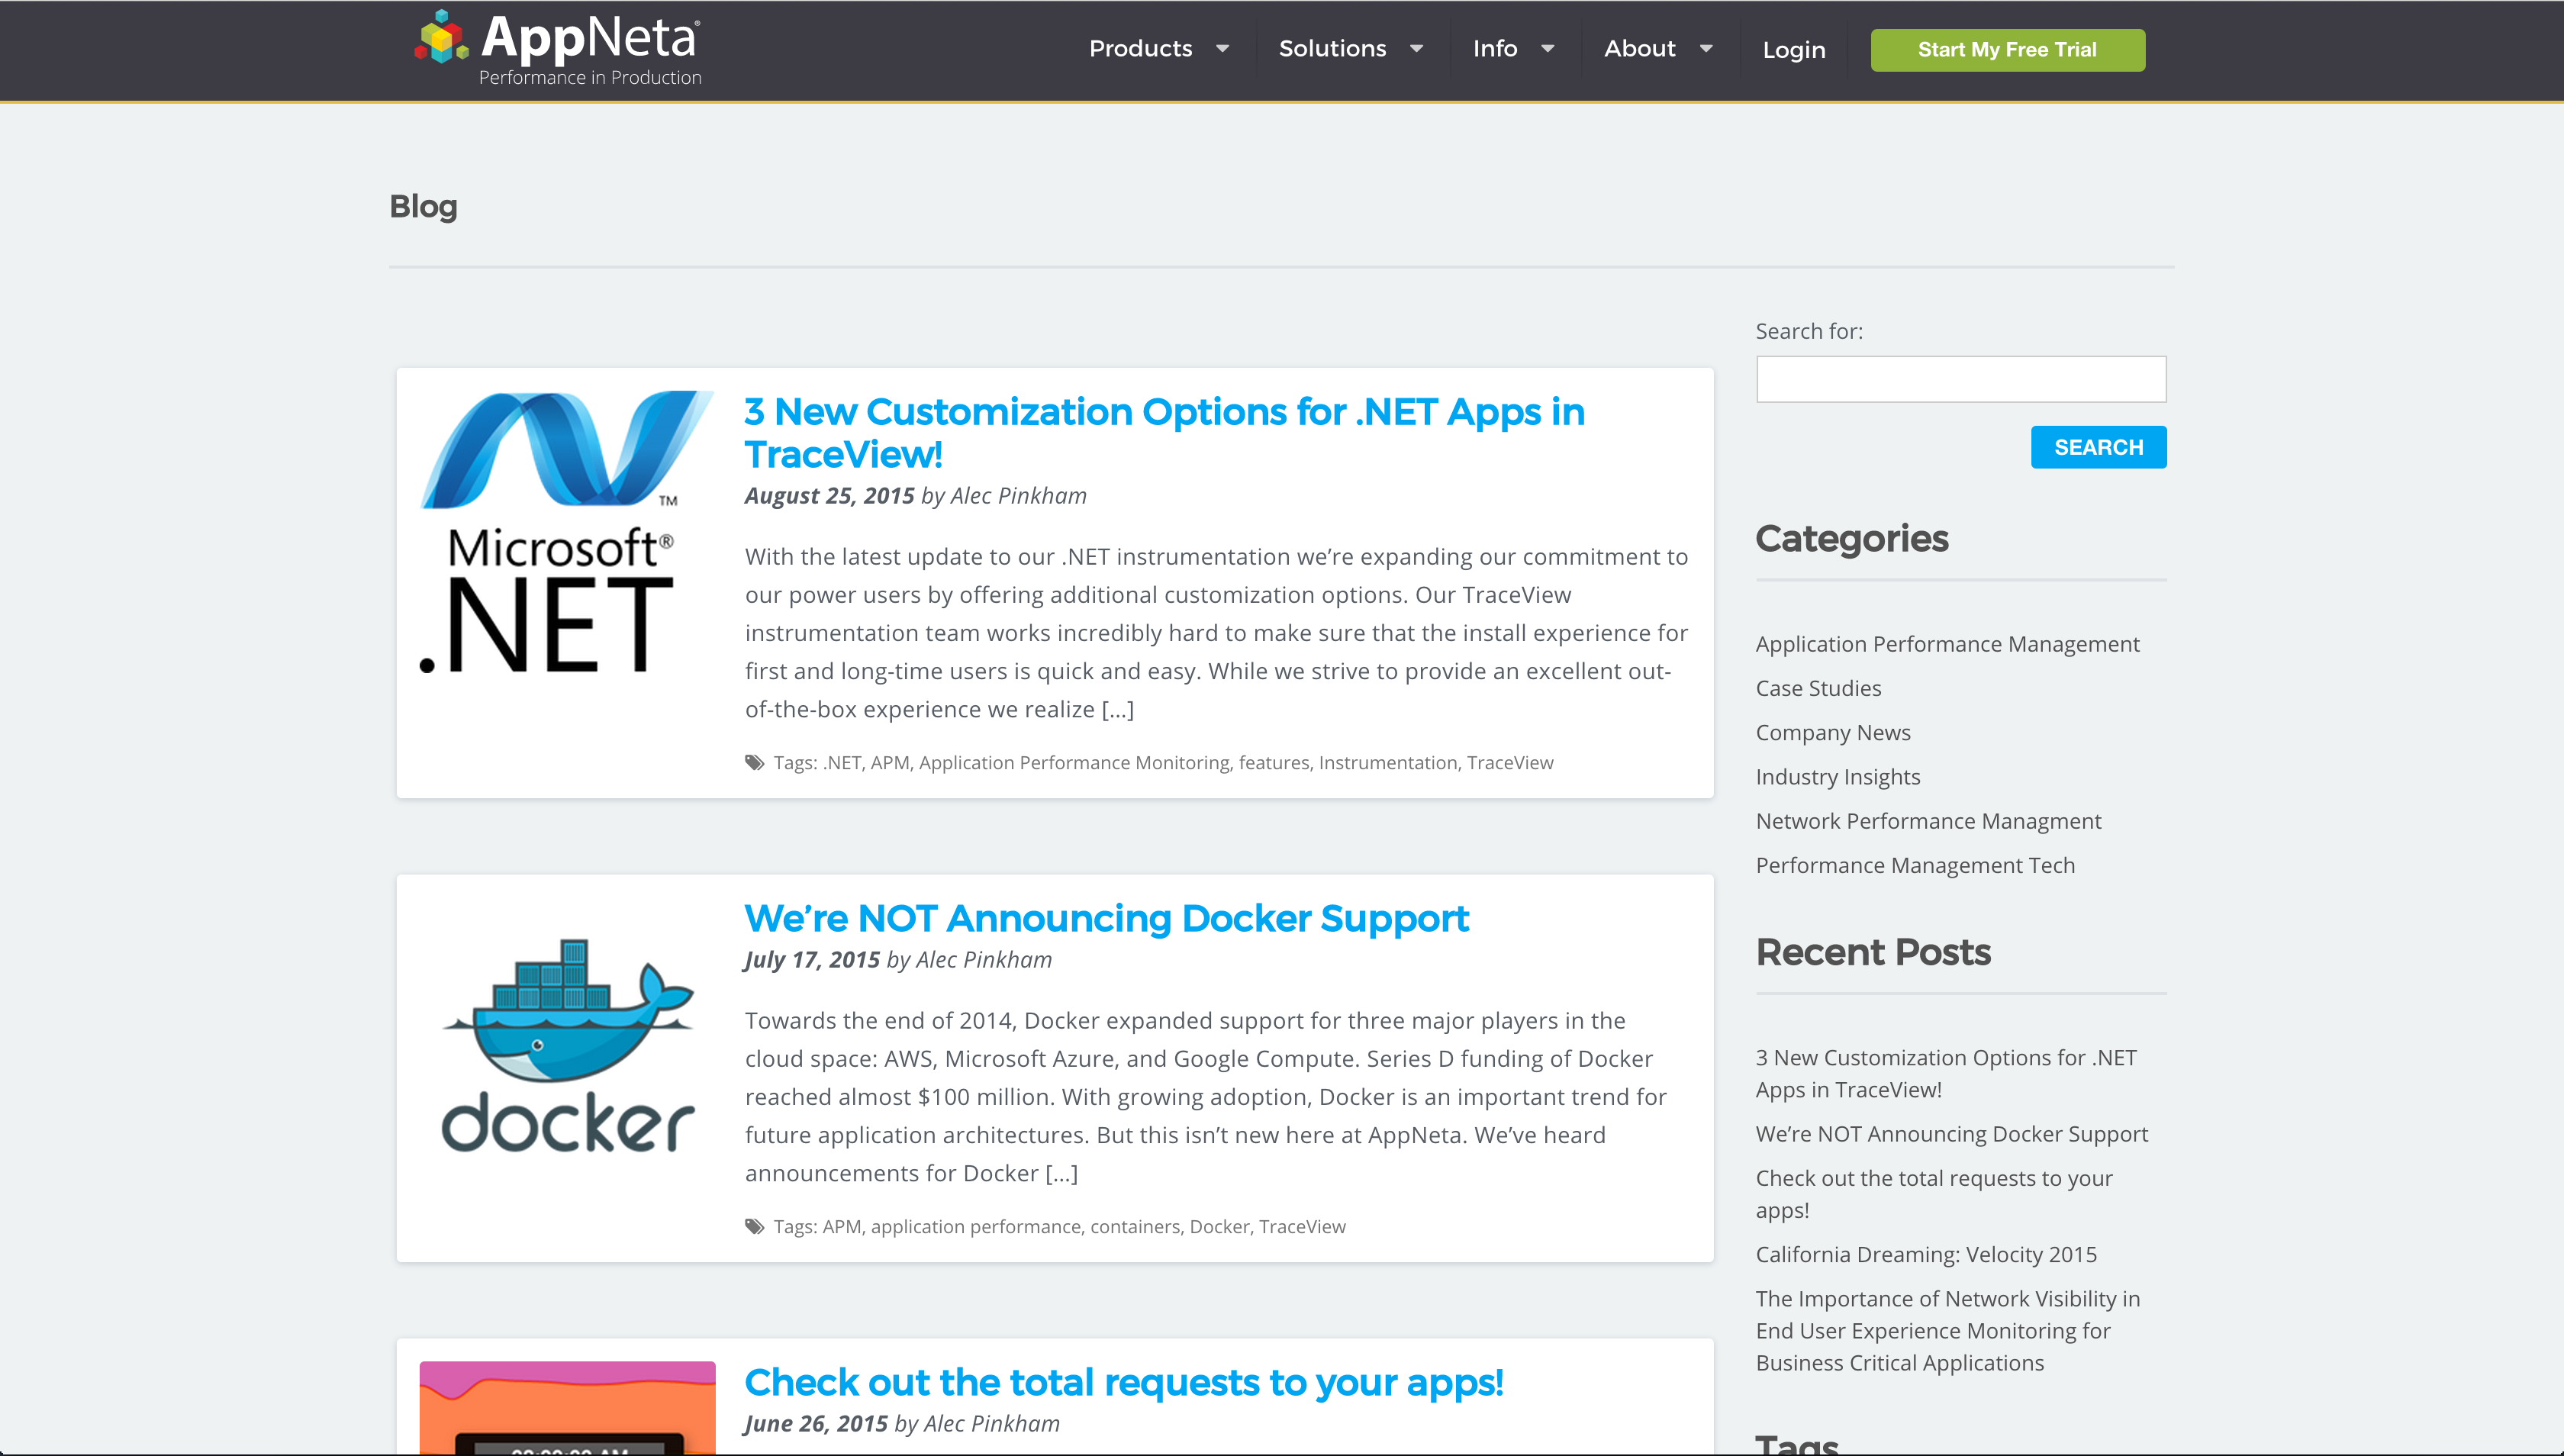 AppNeta®
Performance in Production
Products
Solutions
Info
About
Login
Start My Free Trial
Blog
Microsoft®
.NET
TM
3 New Customization Options for .NET Apps in
TraceView!
August 25, 2015 by Alec Pinkham
With the latest update to our .NET instrumentation we’re expanding our commitment to
our power users by offering additional customization options. Our TraceView
instrumentation team works incredibly hard to make sure that the install experience for
first and long-time users is quick and easy. While we strive to provide an excellent out-
of-the-box experience we realize [...]
Tags: .NET, APM, Application Performance Monitoring, features, Instrumentation, TraceView
docker
We’re NOT Announcing Docker Support
July 17, 2015 by Alec Pinkham
Towards the end of 2014, Docker expanded support for three major players in the
cloud space: AWS, Microsoft Azure, and Google Compute. Series D funding of Docker
reached almost $100 million. With growing adoption, Docker is an important trend for
future application architectures. But this isn’t new here at AppNeta. We’ve heard
announcements for Docker [...]
Tags: APM, application performance, containers, Docker, TraceView
Check out the total requests to your apps!
June 26, 2015 by Alec Pinkham
Search for:
SEARCH
Categories
Application Performance Management
Case Studies
Company News
Industry Insights
Network Performance Managment
Performance Management Tech
Recent Posts
3 New Customization Options for .NET
Apps in TraceView!
We’re NOT Announcing Docker Support
Check out the total requests to your
apps!
California Dreaming: Velocity 2015
The Importance of Network Visibility in
End User Experience Monitoring for
Business Critical Applications
Tags